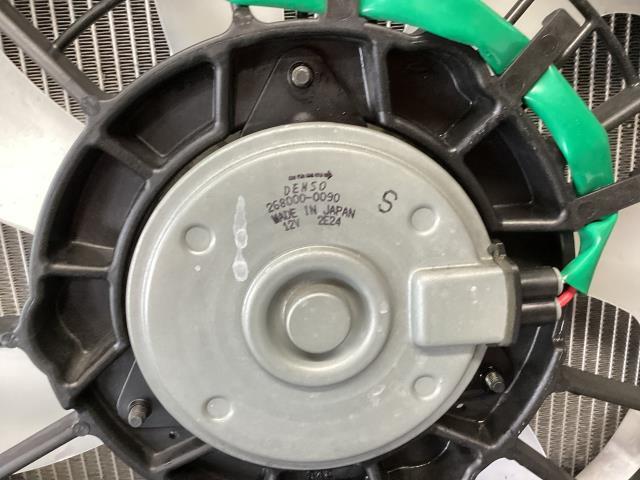 DENSO
268000-0090
MADE IN JAPAN
12V 2E24
S